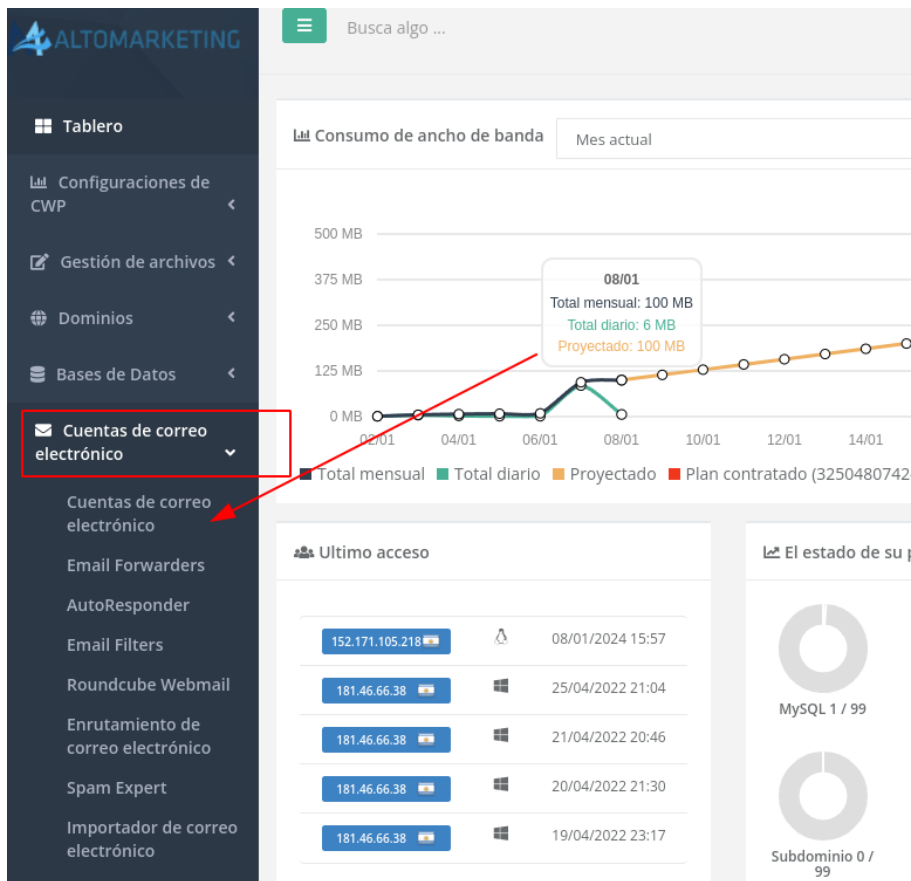 ALTOMARKETING
Busca algo ...
Tablero
Configuraciones de
CWP
Gestión de archivos
Dominios
Bases de Datos
Cuentas de correo
electrónico
Cuentas de correo
electrónico
Email Forwarders
AutoResponder
Email Filters
Roundcube Webmail
Enrutamiento de
correo electrónico
Spam Expert
Importador de correo
electrónico
Consumo de ancho de banda
Mes actual
500 MB
375 MB
250 MB
125 MB
0 MB
08/01
Total mensual: 100 MB
Total diario: 6 MB
Proyectado: 100 MB
02/01 04/01 06/01 08/01 10/01 12/01 14/01
Total mensual Total diario Proyectado Plan contratado (3250480742
Ultimo acceso
152.171.105.218 08/01/2024 15:57
181.46.66.38 25/04/2022 21:04
181.46.66.38 21/04/2022 20:46
181.46.66.38 20/04/2022 21:30
181.46.66.38 19/04/2022 23:17
El estado de su
MySQL 1 / 99
Subdominio 0 /
99